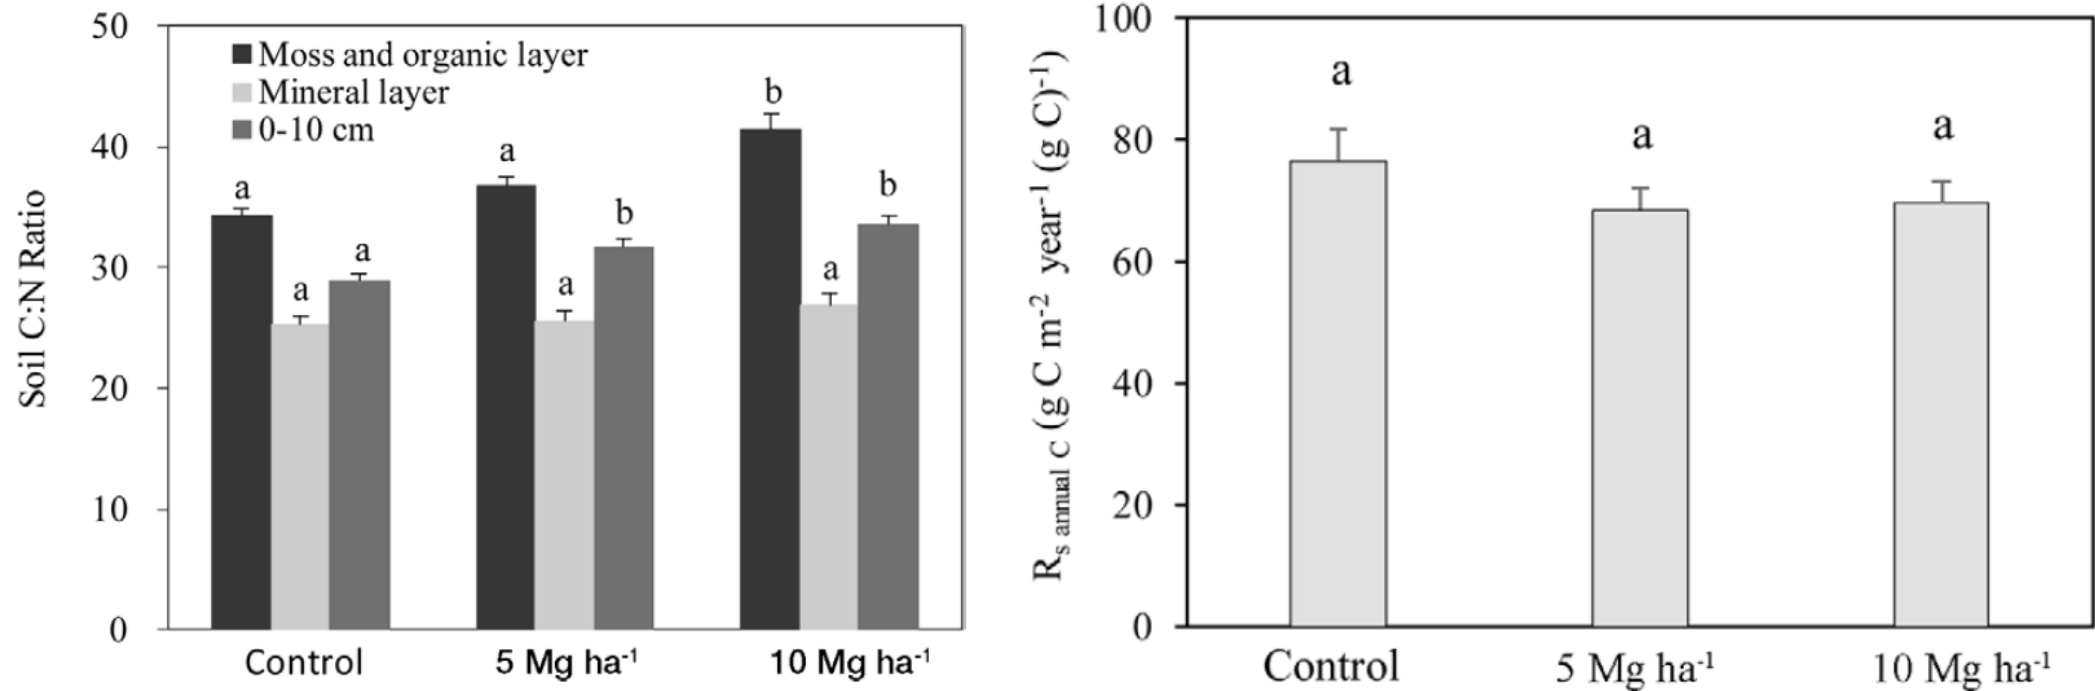 50
40
30
20
10
0
Soil C:N Ratio
Moss and organic layer
Mineral layer
0-10 cm
a
a
a
a
a
b
b
a
b
Control
5 Mg ha⁻¹
10 Mg ha⁻¹
100
80
60
40
20
0
Rs annual C (g C m⁻² year⁻¹ (g C)⁻¹)
a
a
a
Control
5 Mg ha⁻¹
10 Mg ha⁻¹